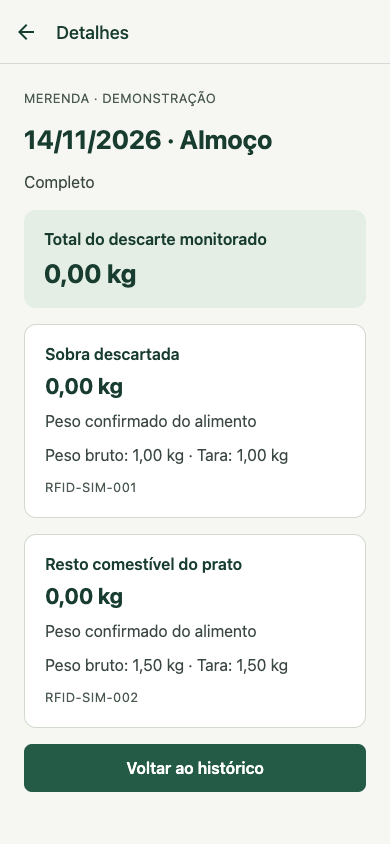 Detalhes
MERENDA · DEMONSTRAÇÃO
14/11/2026 · Almoço
Completo
Total do descarte monitorado
0,00 kg
Sobra descartada
0,00 kg
Peso confirmado do alimento
Peso bruto: 1,00 kg · Tara: 1,00 kg
RFID-SIM-001
Resto comestível do prato
0,00 kg
Peso confirmado do alimento
Peso bruto: 1,50 kg · Tara: 1,50 kg
RFID-SIM-002
Voltar ao histórico